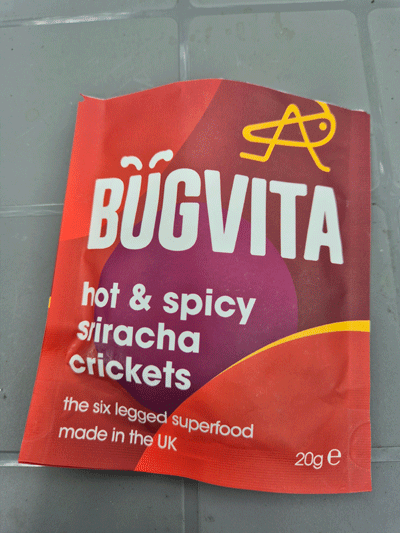 BUGVITA
hot & spicy
sriracha
crickets
the six legged superfood
made in the UK
20g ℮